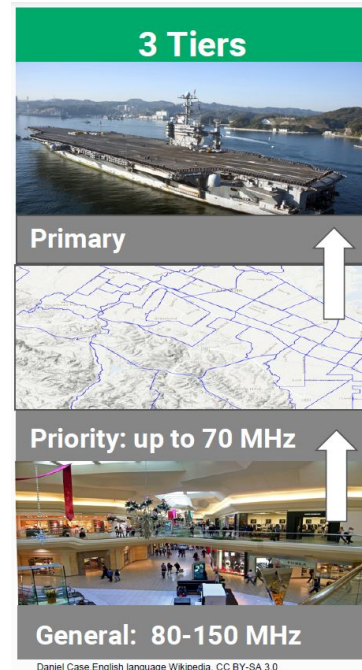 3 Tiers
Primary
Priority: up to 70 MHz
General: 80-150 MHz
Daniel Case English language Wikipedia, CC BY-SA 3.0